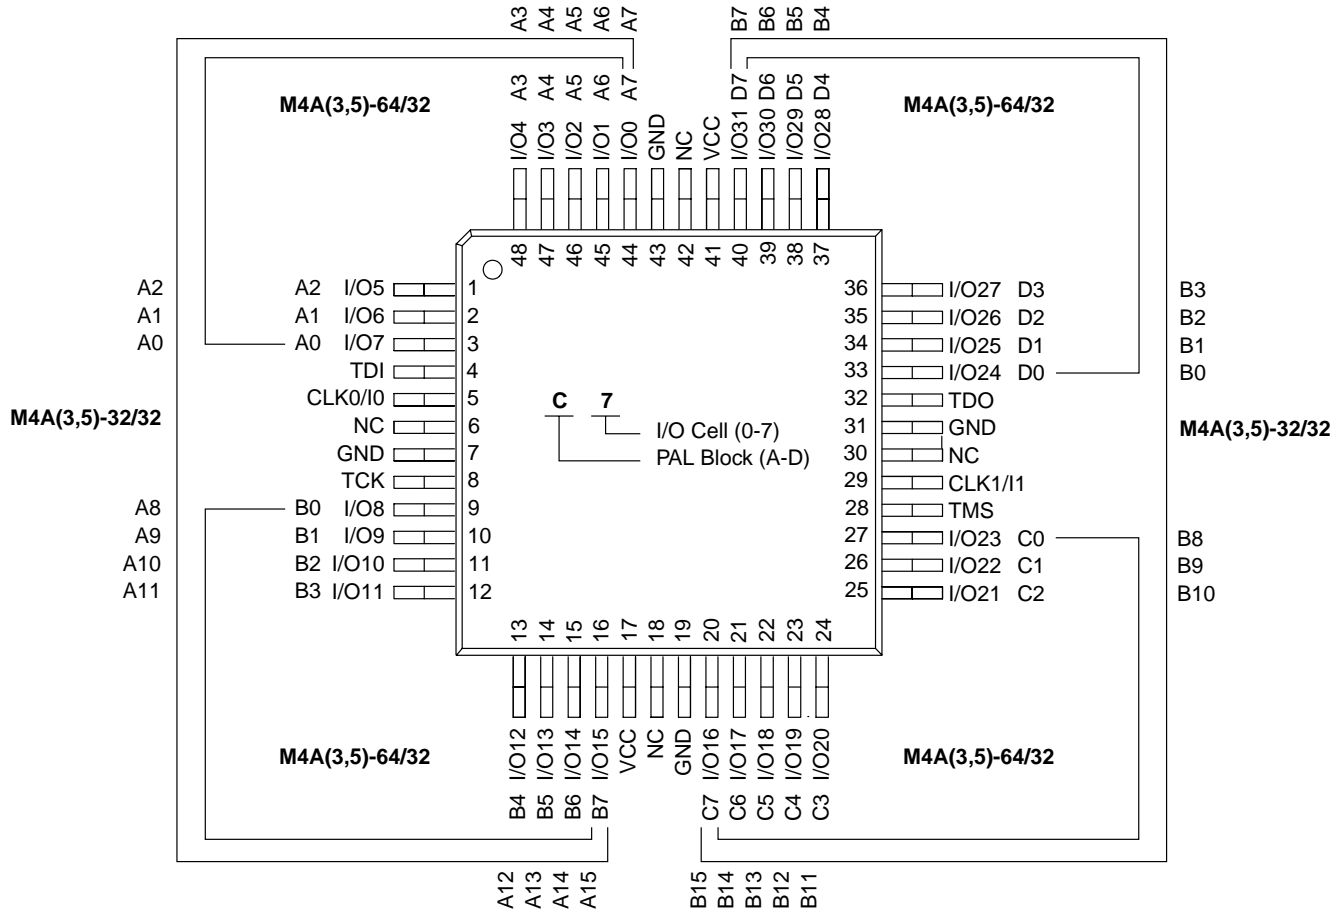 A3 A4 A5 A6 A7 B7 B6 B5 B4
A3 A4 A5 A6 A7 D7 D6 D5 D4
M4A(3,5)-64/32 M4A(3,5)-64/32
I/O4 I/O3 I/O2 I/O1 I/O0 GND NC VCC I/O31 I/O30 I/O29 I/O28
48 47 46 45 44 43 42 41 40 39 38 37
A2 A2 I/O5 1 36 I/O27 D3 B3
A1 A1 I/O6 2 35 I/O26 D2 B2
A0 A0 I/O7 3 34 I/O25 D1 B1
TDI 4 33 I/O24 D0 B0
CLK0/I0 5 32 TDO
M4A(3,5)-32/32 M4A(3,5)-32/32
C 7
NC 6 31 GND
I/O Cell (0-7)
GND 7 30 NC
PAL Block (A-D)
TCK 8 29 CLK1/I1
A8 B0 I/O8 9 28 TMS
A9 B1 I/O9 10 27 I/O23 C0 B8
A10 B2 I/O10 11 26 I/O22 C1 B9
A11 B3 I/O11 12 25 I/O21 C2 B10
13 14 15 16 17 18 19 20 21 22 23 24
I/O12 I/O13 I/O14 I/O15 VCC NC GND I/O16 I/O17 I/O18 I/O19 I/O20
M4A(3,5)-64/32 M4A(3,5)-64/32
B4 B5 B6 B7 C7 C6 C5 C4 C3
A12 A13 A14 A15 B15 B14 B13 B12 B11